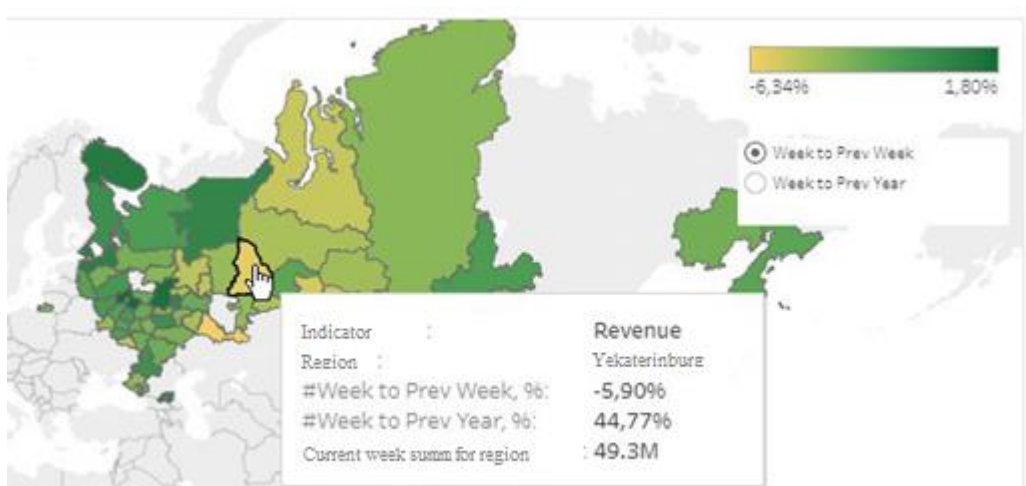 -6,34% 1,80%
Week to Prev Week
Week to Prev Year
Indicator : Revenue
Region : Yekaterinburg
#Week to Prev Week, %: -5,90%
#Week to Prev Year, %: 44,77%
Current week summ for region : 49.3M